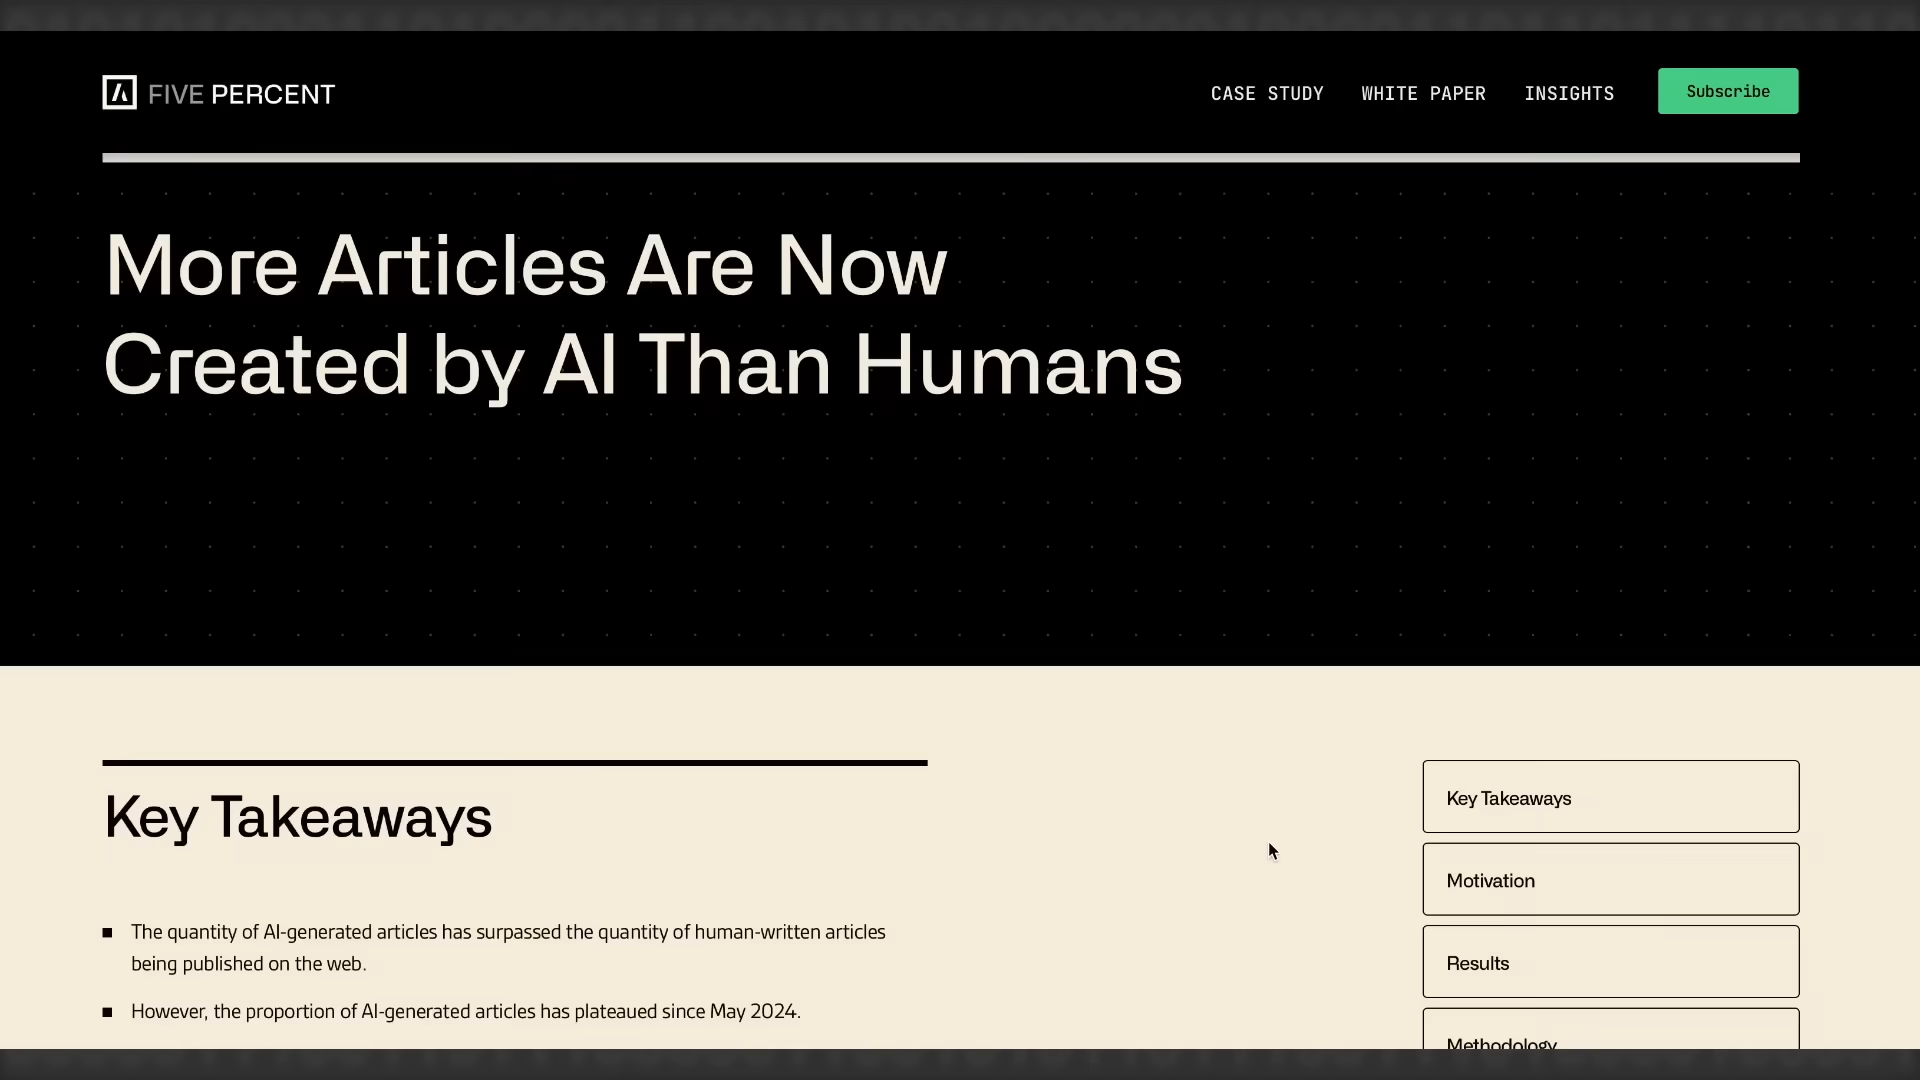 FIVE PERCENT
CASE STUDY
WHITE PAPER
INSIGHTS
Subscribe
More Articles Are Now
Created by AI Than Humans
Key Takeaways
The quantity of AI-generated articles has surpassed the quantity of human-written articles
being published on the web.
However, the proportion of AI-generated articles has plateaued since May 2024.
Key Takeaways
Motivation
Results
Methodology